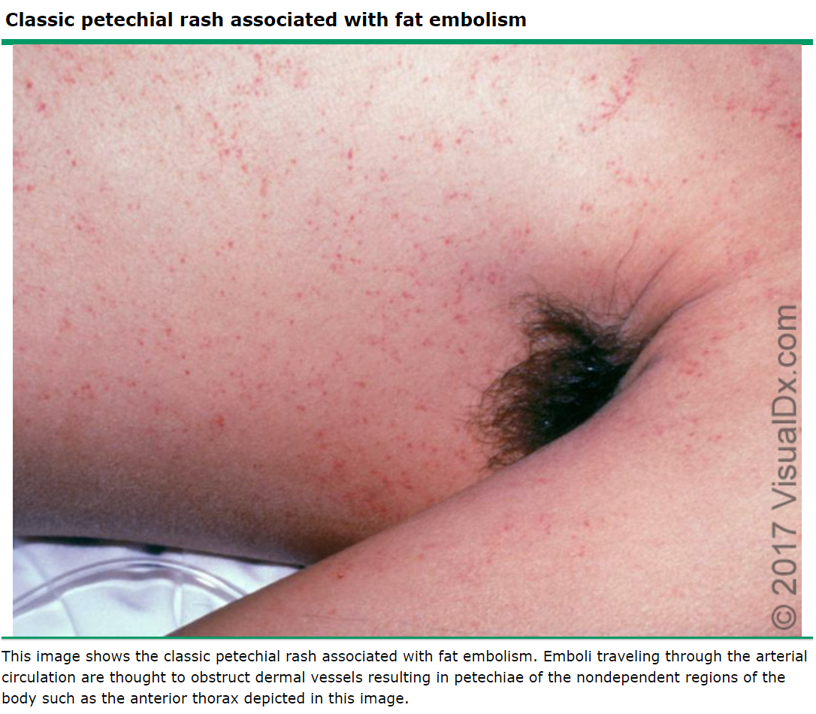 Classic petechial rash associated with fat embolism
© 2017 VisualDx.com
This image shows the classic petechial rash associated with fat embolism. Emboli traveling through the arterial
circulation are thought to obstruct dermal vessels resulting in petechiae of the nondependent regions of the
body such as the anterior thorax depicted in this image.